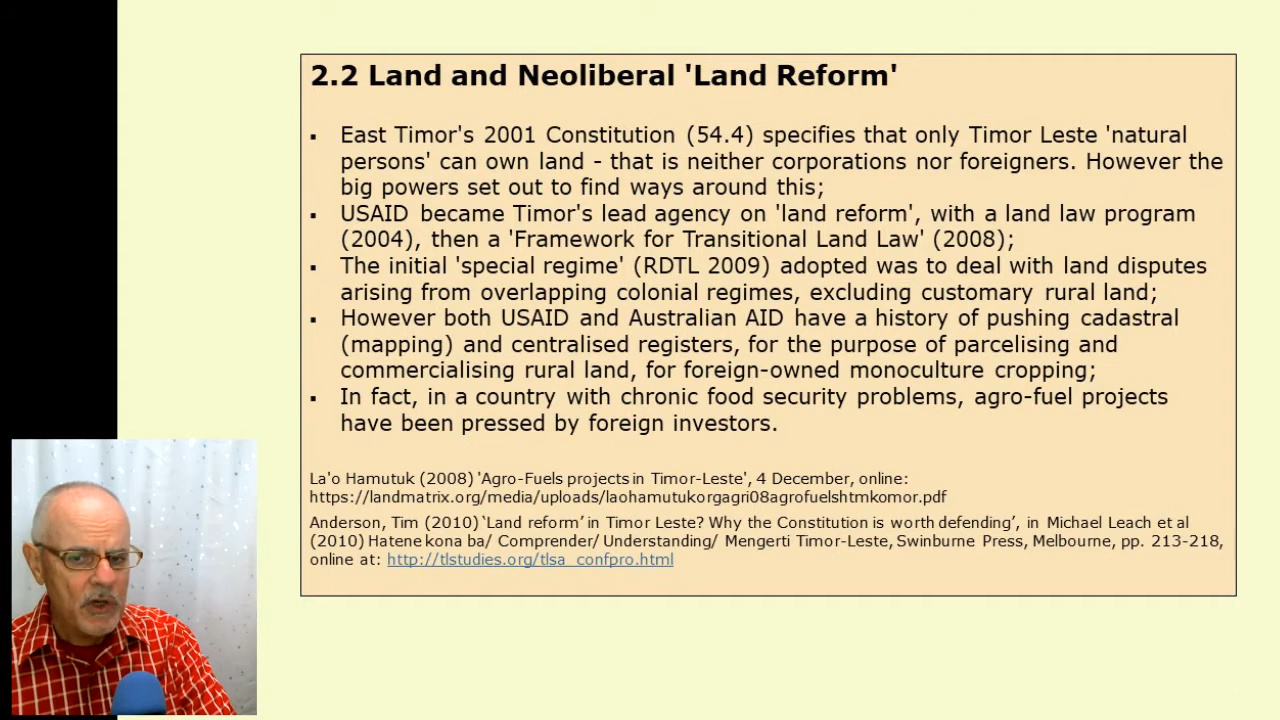 2.2 Land and Neoliberal 'Land Reform'
▪ East Timor's 2001 Constitution (54.4) specifies that only Timor Leste 'natural
persons' can own land - that is neither corporations nor foreigners. However the
big powers set out to find ways around this;
▪ USAID became Timor's lead agency on 'land reform', with a land law program
(2004), then a 'Framework for Transitional Land Law' (2008);
▪ The initial 'special regime' (RDTL 2009) adopted was to deal with land disputes
arising from overlapping colonial regimes, excluding customary rural land;
▪ However both USAID and Australian AID have a history of pushing cadastral
(mapping) and centralised registers, for the purpose of parcelising and
commercialising rural land, for foreign-owned monoculture cropping;
▪ In fact, in a country with chronic food security problems, agro-fuel projects
have been pressed by foreign investors.
La'o Hamutuk (2008) 'Agro-Fuels projects in Timor-Leste', 4 December, online:
https://landmatrix.org/media/uploads/laohamutukorgagri08agrofuelshtmkomor.pdf
Anderson, Tim (2010) 'Land reform' in Timor Leste? Why the Constitution is worth defending', in Michael Leach et al
(2010) Hatene kona ba/ Comprender/ Understanding/ Mengerti Timor-Leste, Swinburne Press, Melbourne, pp. 213-218,
online at: http://tlstudies.org/tlsa_confpro.html